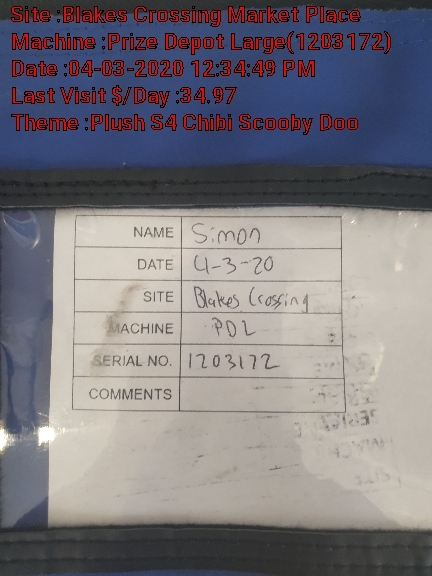 Site :Blakes Crossing Market Place
Machine :Prize Depot Large(1203172)
Date :04-03-2020 12:34:49 PM
Last Visit $/Day :34.97
Theme :Plush S4 Chibi Scooby Doo
NAME Simon
DATE 4-3-20
SITE Blakes Crossing
MACHINE PDL
SERIAL NO. 1203172
COMMENTS